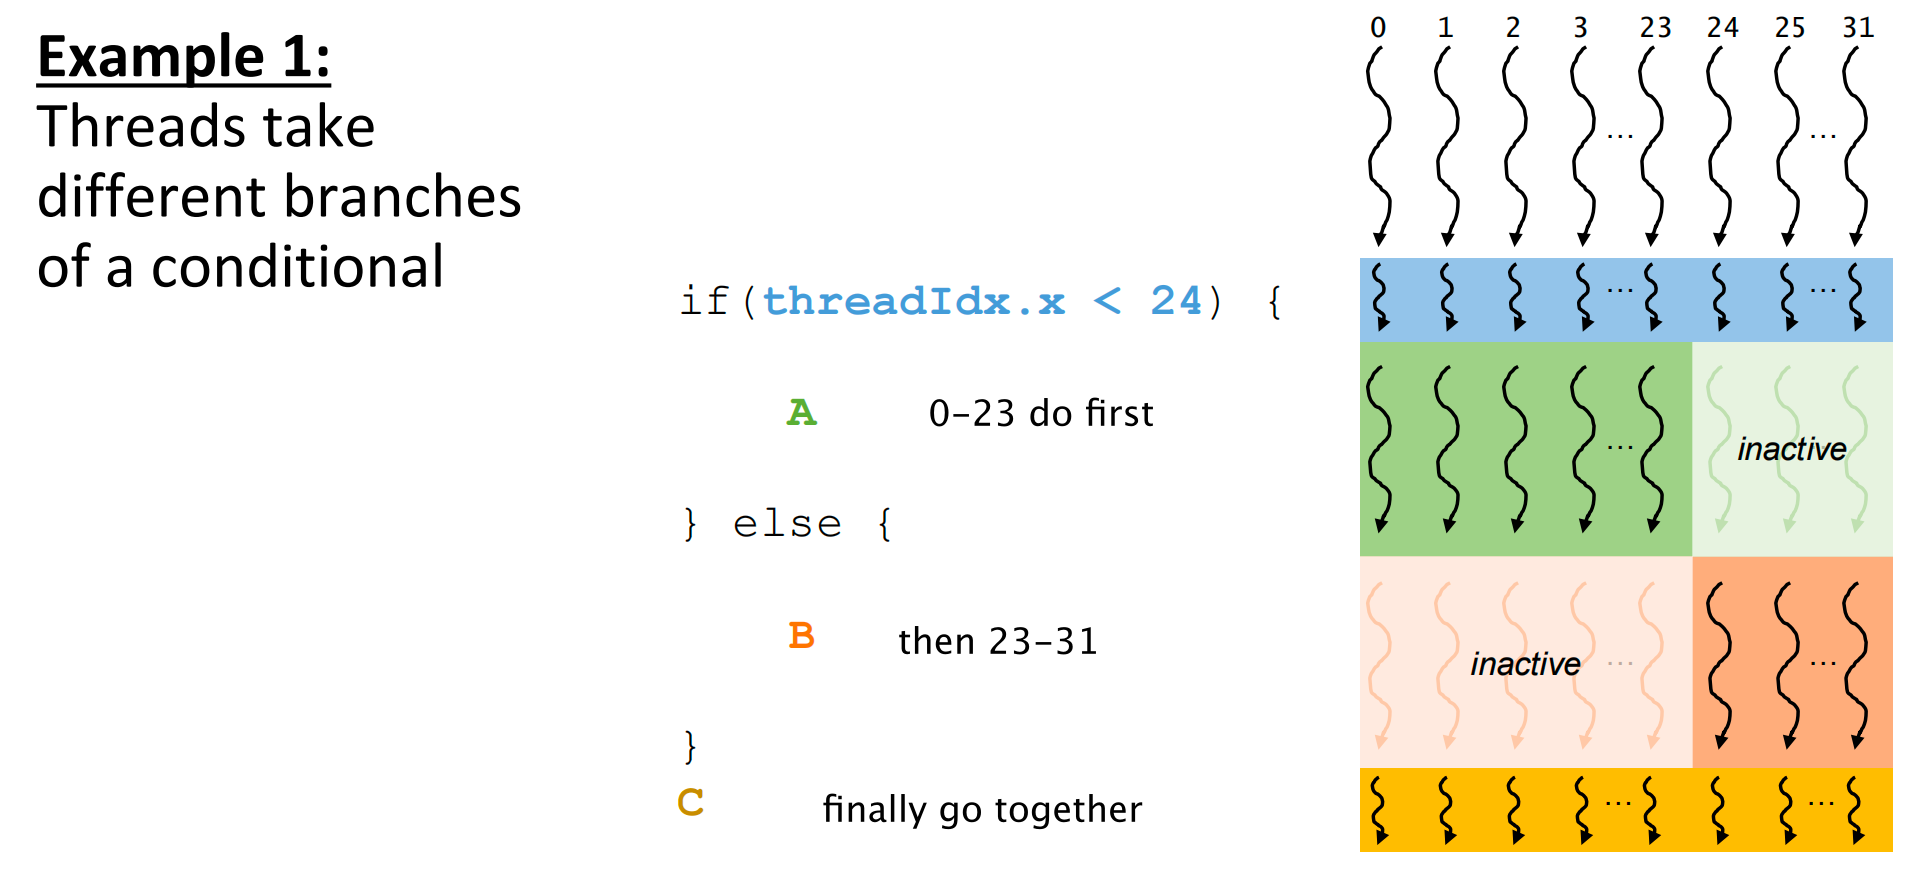 Example 1:
Threads take
different branches
of a conditional
0 1 2 3 23 24 25 31
... ...
if(threadIdx.x < 24) {
... ...
A 0-23 do first
... inactive
} else {
B then 23-31
inactive ... ...
}
C finally go together
... ...